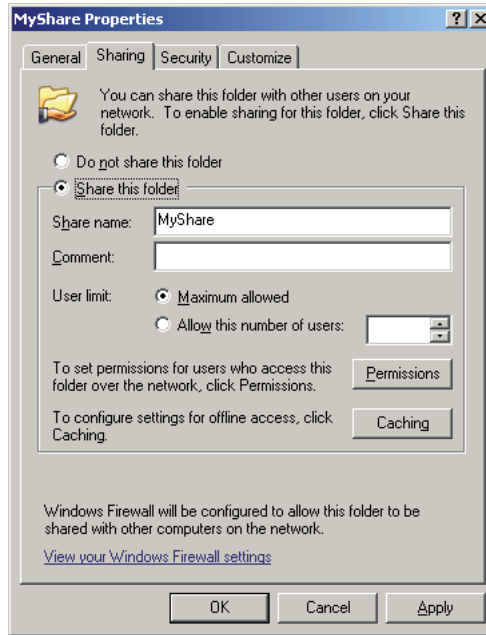 MyShare Properties
General Sharing Security Customize
You can share this folder with other users on your
network. To enable sharing for this folder, click Share this
folder.
Do not share this folder
Share this folder
Share name: MyShare
Comment:
User limit: Maximum allowed
Allow this number of users:
To set permissions for users who access this
folder over the network, click Permissions. Permissions
To configure settings for offline access, click
Caching. Caching
Windows Firewall will be configured to allow this folder to be
shared with other computers on the network.
View your Windows Firewall settings
OK Cancel Apply